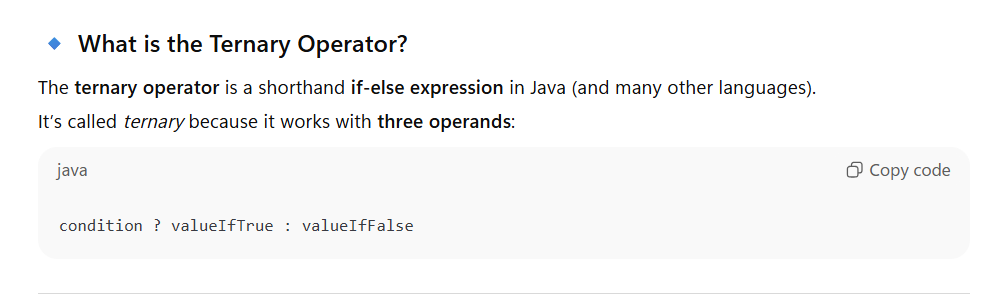 What is the Ternary Operator?
The ternary operator is a shorthand if-else expression in Java (and many other languages).
It's called ternary because it works with three operands:
java
Copy code
condition ? valueIfTrue : valueIfFalse